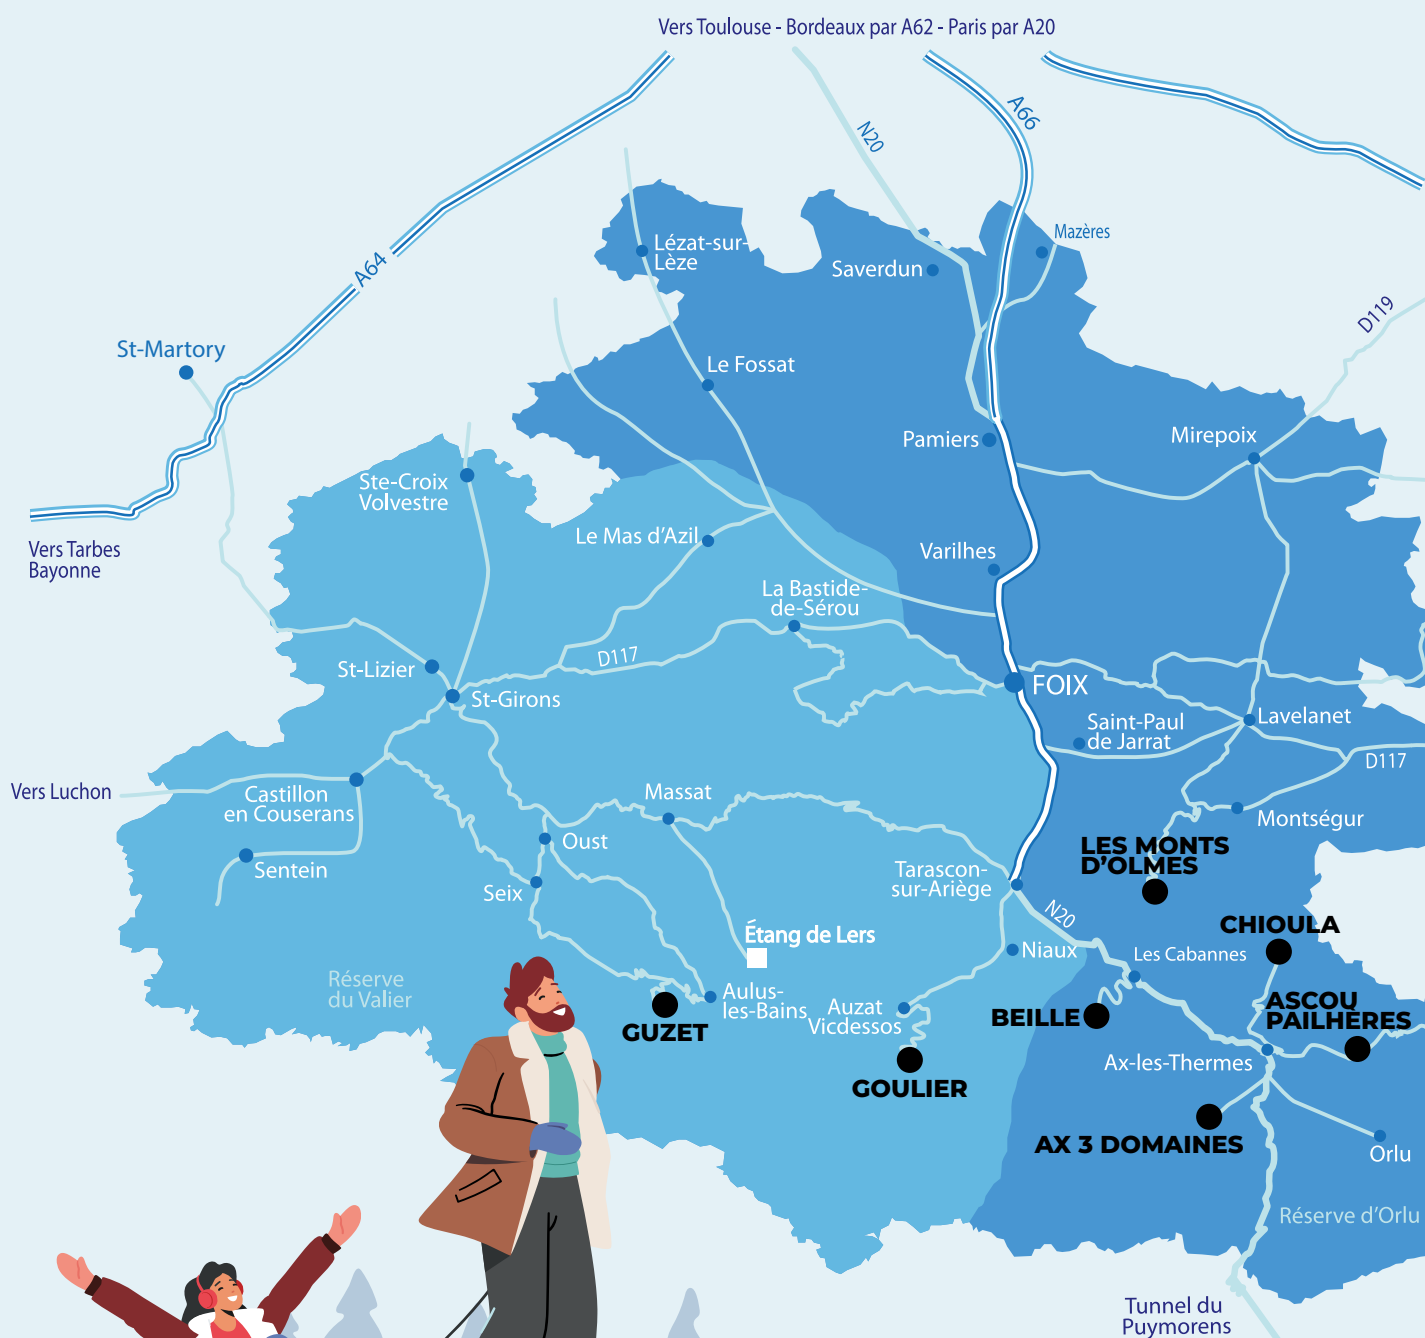 Vers Toulouse - Bordeaux par A62 - Paris par A20
N20
A66
A64
Mazères
Lézat-sur-
Lèze
Saverdun
D119
St-Martory
Le Fossat
Pamiers
Mirepoix
Ste-Croix
Volvestre
Le Mas d'Azil
Vers Tarbes
Bayonne
Varilhes
La Bastide-
de-Sérou
D117
St-Lizier
St-Girons
FOIX
Saint-Paul
de Jarrat
Lavelanet
D117
Vers Luchon
Castillon
en Couserans
Massat
Montségur
Oust
LES MONTS
D'OLMES
Sentein
Seix
Tarascon-
sur-Ariège
N20
CHIOULA
Étang de Lers
Niaux
Les Cabannes
Réserve
du Valier
Aulus-
les-Bains
Auzat
Vicdessos
GUZET
BEILLE
ASCOU
PAILHÈRES
Ax-les-Thermes
GOULIER
AX 3 DOMAINES
Orlu
Réserve d'Orlu
Tunnel du
Puymorens